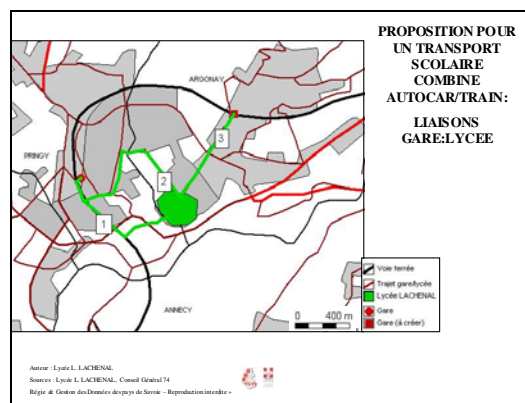 PROPOSITION POUR
UN TRANSPORT
SCOLAIRE
COMBINE
AUTOCAR/TRAIN:
LIAISONS
GARE:LYCEE
ARGONAY
PRINGY
3
2
1
ANNECY
Voie ferrée
Trajet gare/lycée
Lycée LACHENAL
Gare
Gare (à créer)
0 400 m
Auteur : Lycée L. LACHENAL
Sources : Lycée L. LACHENAL, Conseil Général 74
Régie de Gestion des Données des pays de Savoie – Reproduction interdite -